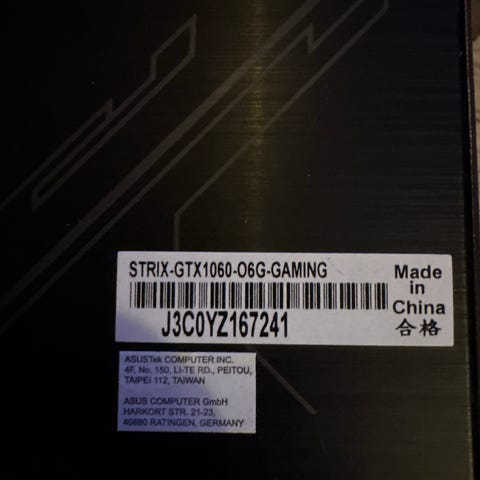 STRIX-GTX1060-O6G-GAMING
Made
in
China
合格
J3C0YZ167241
ASUSTek COMPUTER INC.
4F, No. 150, LI-TE RD., PEITOU,
TAIPEI 112, TAIWAN
ASUS COMPUTER GmbH
HARKORT STR. 21-23,
40880 RATINGEN, GERMANY